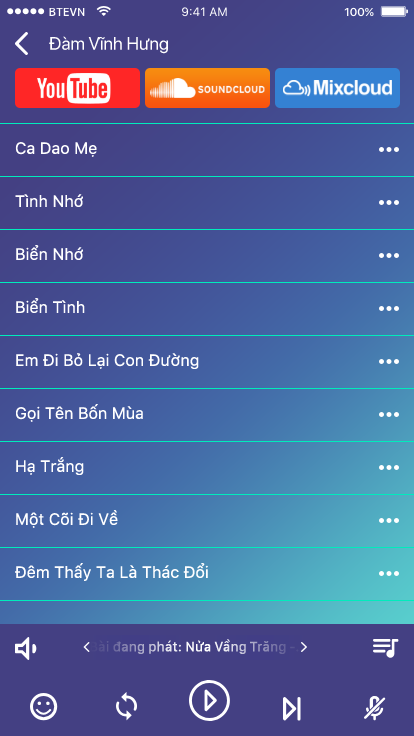 BTEVN 9:41 AM 100%
Đàm Vĩnh Hưng
YouTube SOUNDCLOUD Mixcloud
Ca Dao Mẹ
Tình Nhớ
Biển Nhớ
Biển Tình
Em Đi Bỏ Lại Con Đường
Gọi Tên Bốn Mùa
Hạ Trắng
Một Cõi Đi Về
Đêm Thấy Ta Là Thác Đổi
Bài đang phát: Nửa Vầng Trăng -